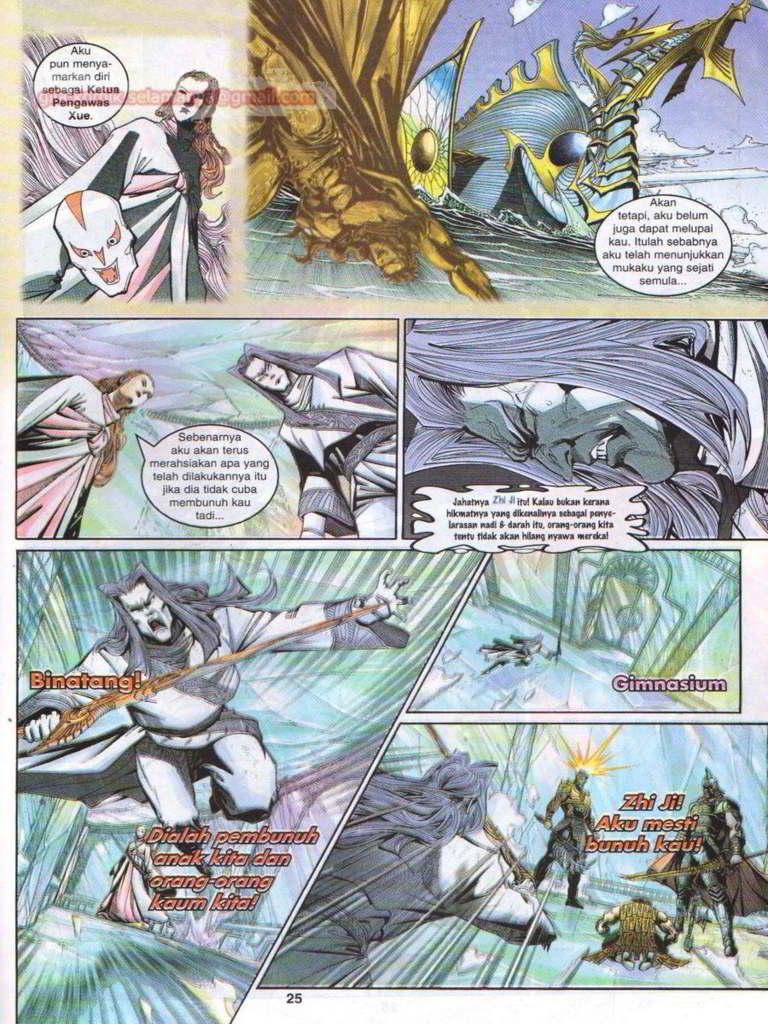 Aku
pun menya-
markan diri
sebagai Ketua
Pengawas
Xue.
Akan
tetapi, aku belum
juga dapat melupai
kau. Itulah sebabnya
aku telah menunjukkan
mukaku yang sejati
semula...
Sebenarnya
aku akan terus
merahsiakan apa yang
telah dilakukannya itu
jika dia tidak cuba
membunuh kau
tadi...
Jahatnya Zhi Ji itu! Kalau bukan kerana
hikmatnya yang dikenalinya sebagai penye-
larasan nadi & darah itu, orang-orang kita
tentu tidak akan hilang nyawa mereka!
Binatang!
Dialah pembunuh
anak kita dan
orang-orang
kaum kita!
Gimnasium
Zhi Ji!
Aku mesti
bunuh kau!
25